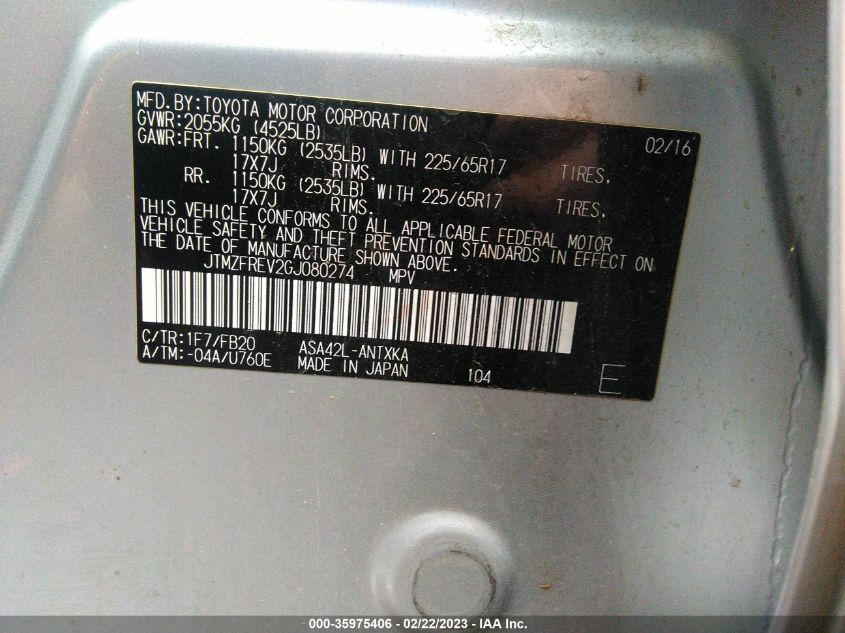 MFD.BY:TOYOTA MOTOR CORPORATION 02/16
GVWR:2055KG (4525LB)
GAWR:FRT. 1150KG (2535LB) WITH 225/65R17 TIRES.
17X7J RIMS.
RR. 1150KG (2535LB) WITH 225/65R17 TIRES.
17X7J RIMS.
THIS VEHICLE CONFORMS TO ALL APPLICABLE FEDERAL MOTOR
VEHICLE SAFETY AND THEFT PREVENTION STANDARDS IN EFFECT ON
THE DATE OF MANUFACTURE SHOWN ABOVE.
JTMZFREV2GJ080274 MPV
C/TR:1F7/FB20 ASA42L-ANTXKA
A/TM:-04A/U760E MADE IN JAPAN 104 E
000-35975406 - 02/22/2023 - IAA Inc.